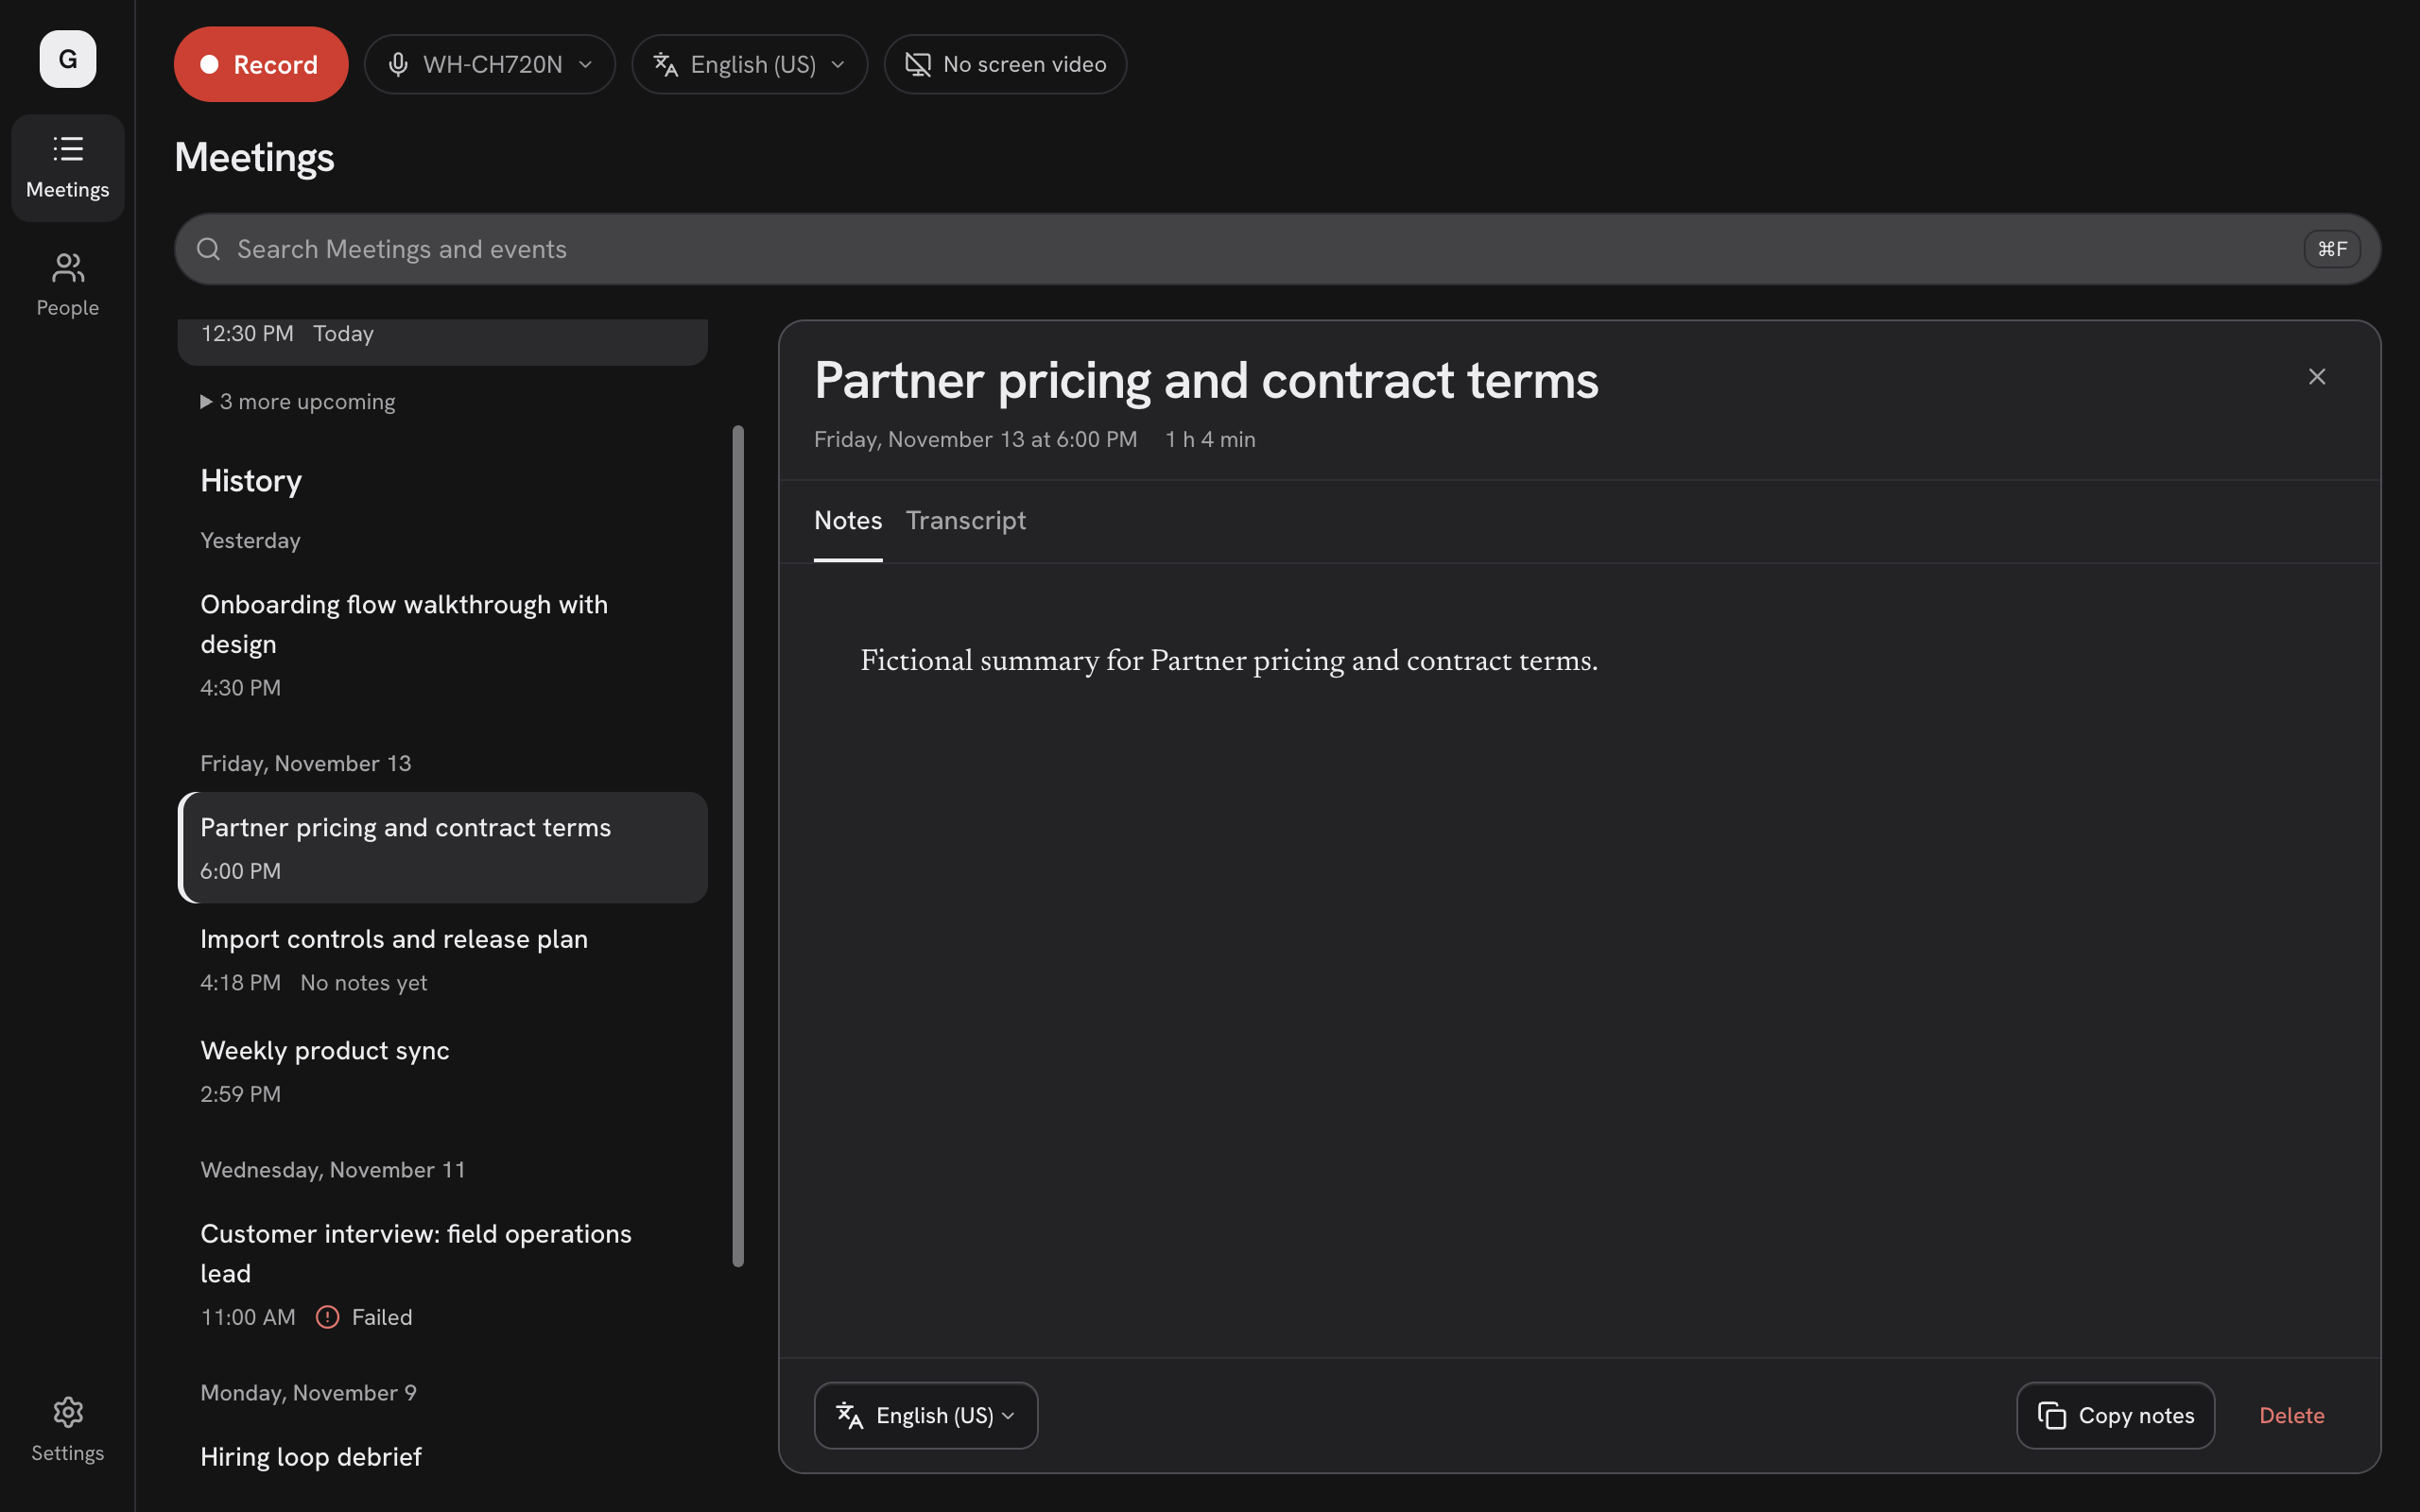 G
Meetings
People
Settings
Record
WH-CH720N
English (US)
No screen video
Meetings
Search Meetings and events
⌘F
12:30 PM Today
3 more upcoming
History
Yesterday
Onboarding flow walkthrough with
design
4:30 PM
Friday, November 13
Partner pricing and contract terms
6:00 PM
Import controls and release plan
4:18 PM No notes yet
Weekly product sync
2:59 PM
Wednesday, November 11
Customer interview: field operations
lead
11:00 AM Failed
Monday, November 9
Hiring loop debrief
Partner pricing and contract terms
Friday, November 13 at 6:00 PM 1 h 4 min
Notes Transcript
Fictional summary for Partner pricing and contract terms.
English (US)
Copy notes
Delete